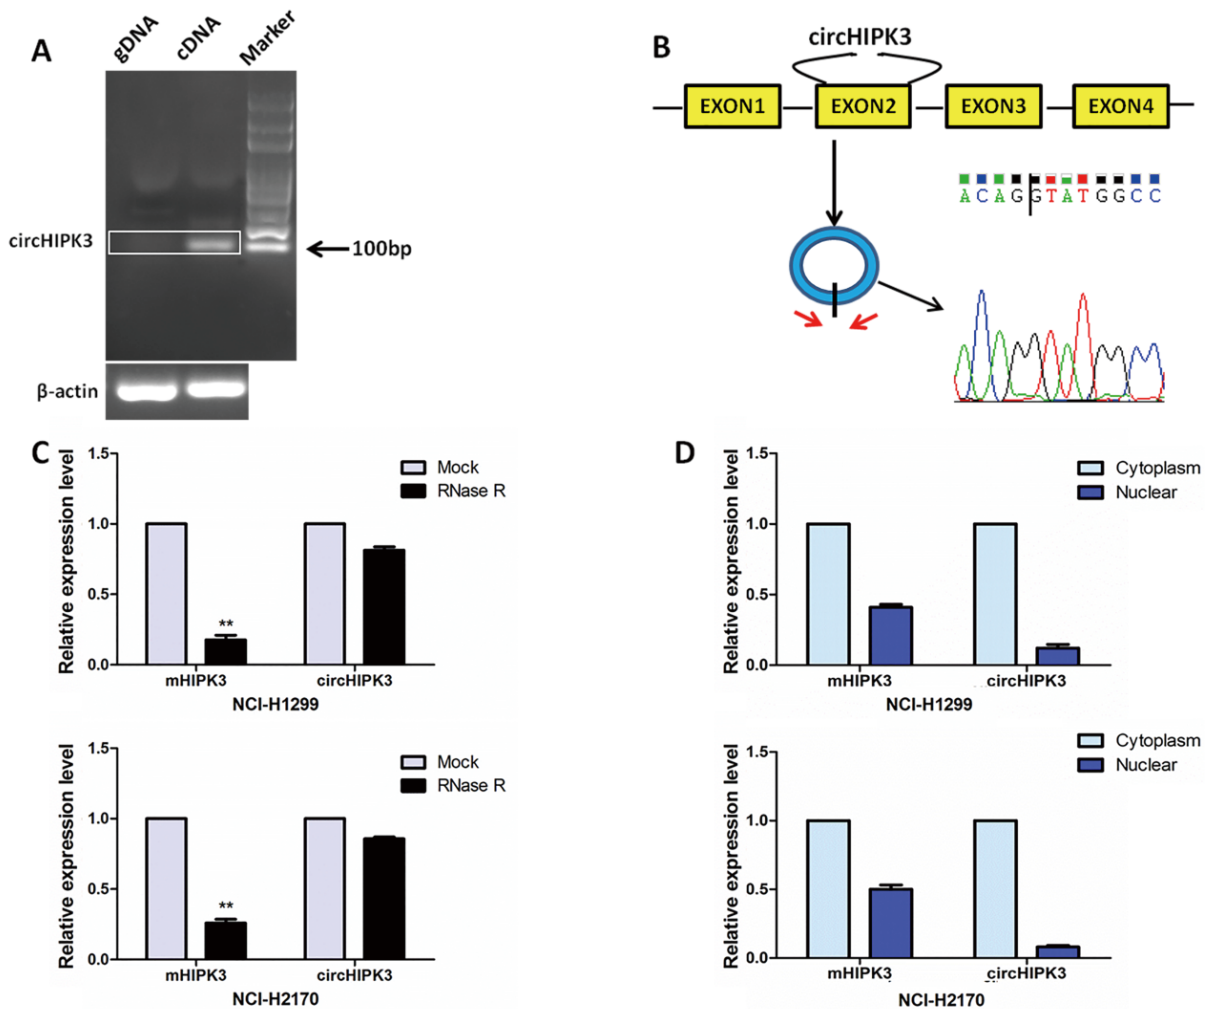 A
gDNA
cDNA
Marker
circHIPK3
100bp
β-actin
B
circHIPK3
EXON1
EXON2
EXON3
EXON4
A C A G G T A T G G C C
C
Relative expression level
1.5
1.0
0.5
0.0
Mock
RNase R
**
mHIPK3
circHIPK3
NCI-H1299
Relative expression level
1.5
1.0
0.5
0.0
Mock
RNase R
**
mHIPK3
circHIPK3
NCI-H2170
D
Relative expression level
1.5
1.0
0.5
0.0
Cytoplasm
Nuclear
mHIPK3
circHIPK3
NCI-H1299
Relative expression level
1.5
1.0
0.5
0.0
Cytoplasm
Nuclear
mHIPK3
circHIPK3
NCI-H2170